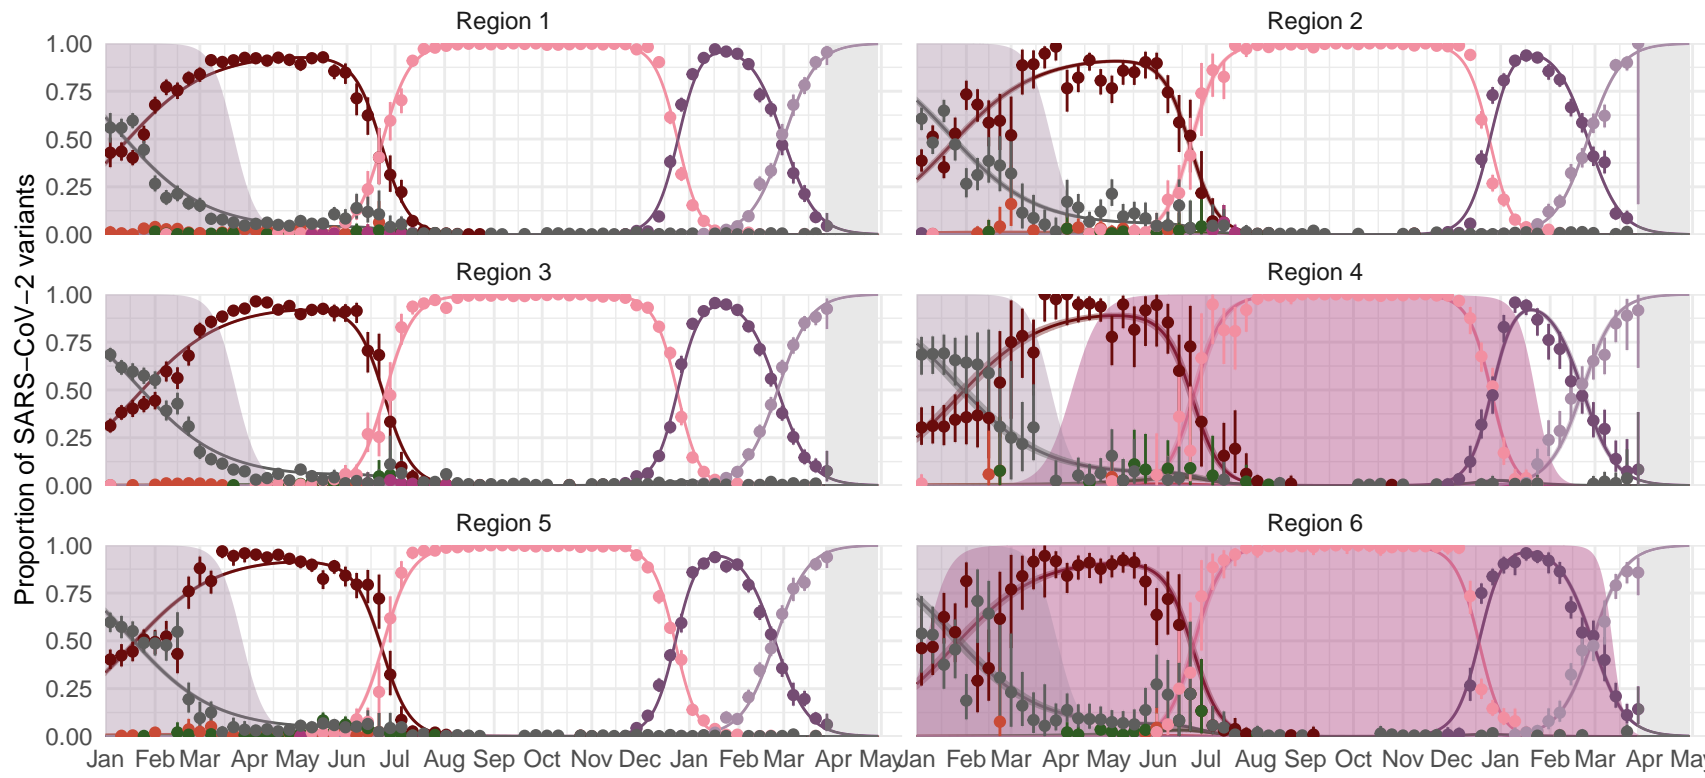 Region 1
Region 2
1.00
0.75
0.50
0.25
0.00
Region 3
Region 4
1.00
0.75
0.50
0.25
0.00
Region 5
Region 6
1.00
0.75
0.50
0.25
0.00
Jan Feb Mar Apr May Jun Jul Aug Sep Oct Nov Dec Jan Feb Mar Apr May
Jan Feb Mar Apr May Jun Jul Aug Sep Oct Nov Dec Jan Feb Mar Apr May
Proportion of SARS−CoV−2 variants